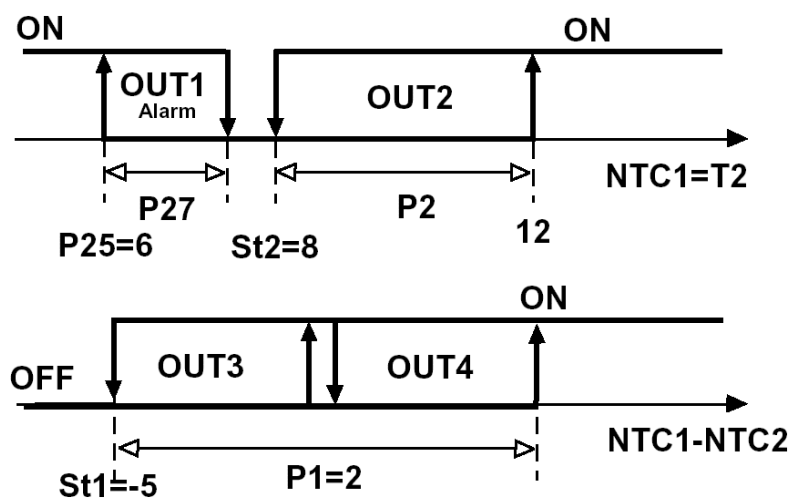 ON
ON
OUT1
Alarm
OUT2
NTC1=T2
P27
P2
P25=6
St2=8
12
ON
OFF
OUT3
OUT4
NTC1-NTC2
P1=2
St1=-5